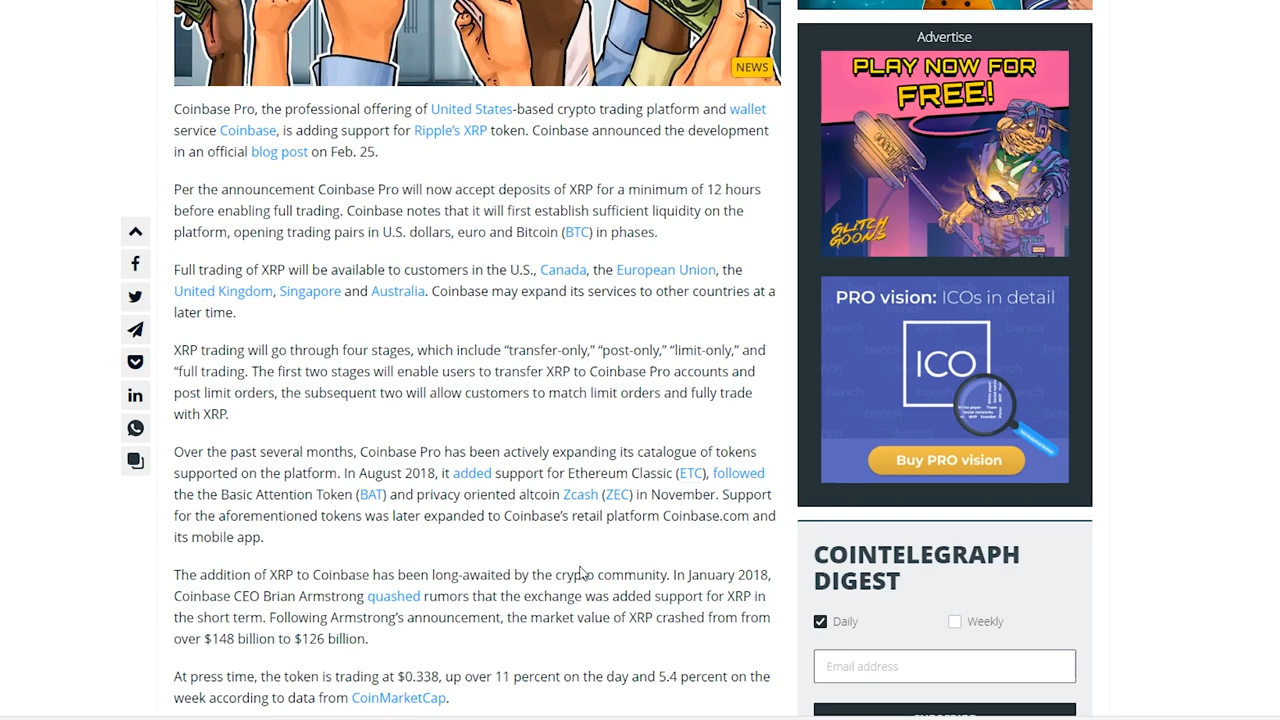 NEWS
Coinbase Pro, the professional offering of United States-based crypto trading platform and wallet
service Coinbase, is adding support for Ripple’s XRP token. Coinbase announced the development
in an official blog post on Feb. 25.
Per the announcement Coinbase Pro will now accept deposits of XRP for a minimum of 12 hours
before enabling full trading. Coinbase notes that it will first establish sufficient liquidity on the
platform, opening trading pairs in U.S. dollars, euro and Bitcoin (BTC) in phases.
Full trading of XRP will be available to customers in the U.S., Canada, the European Union, the
United Kingdom, Singapore and Australia. Coinbase may expand its services to other countries at a
later time.
XRP trading will go through four stages, which include “transfer-only,” “post-only,” “limit-only,” and
“full trading. The first two stages will enable users to transfer XRP to Coinbase Pro accounts and
post limit orders, the subsequent two will allow customers to match limit orders and fully trade
with XRP.
Over the past several months, Coinbase Pro has been actively expanding its catalogue of tokens
supported on the platform. In August 2018, it added support for Ethereum Classic (ETC), followed
the the Basic Attention Token (BAT) and privacy oriented altcoin Zcash (ZEC) in November. Support
for the aforementioned tokens was later expanded to Coinbase’s retail platform Coinbase.com and
its mobile app.
The addition of XRP to Coinbase has been long-awaited by the crypto community. In January 2018,
Coinbase CEO Brian Armstrong quashed rumors that the exchange was added support for XRP in
the short term. Following Armstrong’s announcement, the market value of XRP crashed from from
over $148 billion to $126 billion.
At press time, the token is trading at $0.338, up over 11 percent on the day and 5.4 percent on the
week according to data from CoinMarketCap.
Advertise
PLAY NOW FOR
FREE!
GLITCH
GOONS
PRO vision: ICOs in detail
ICO
Buy PRO vision
COINTELEGRAPH
DIGEST
Daily
Weekly
Email address